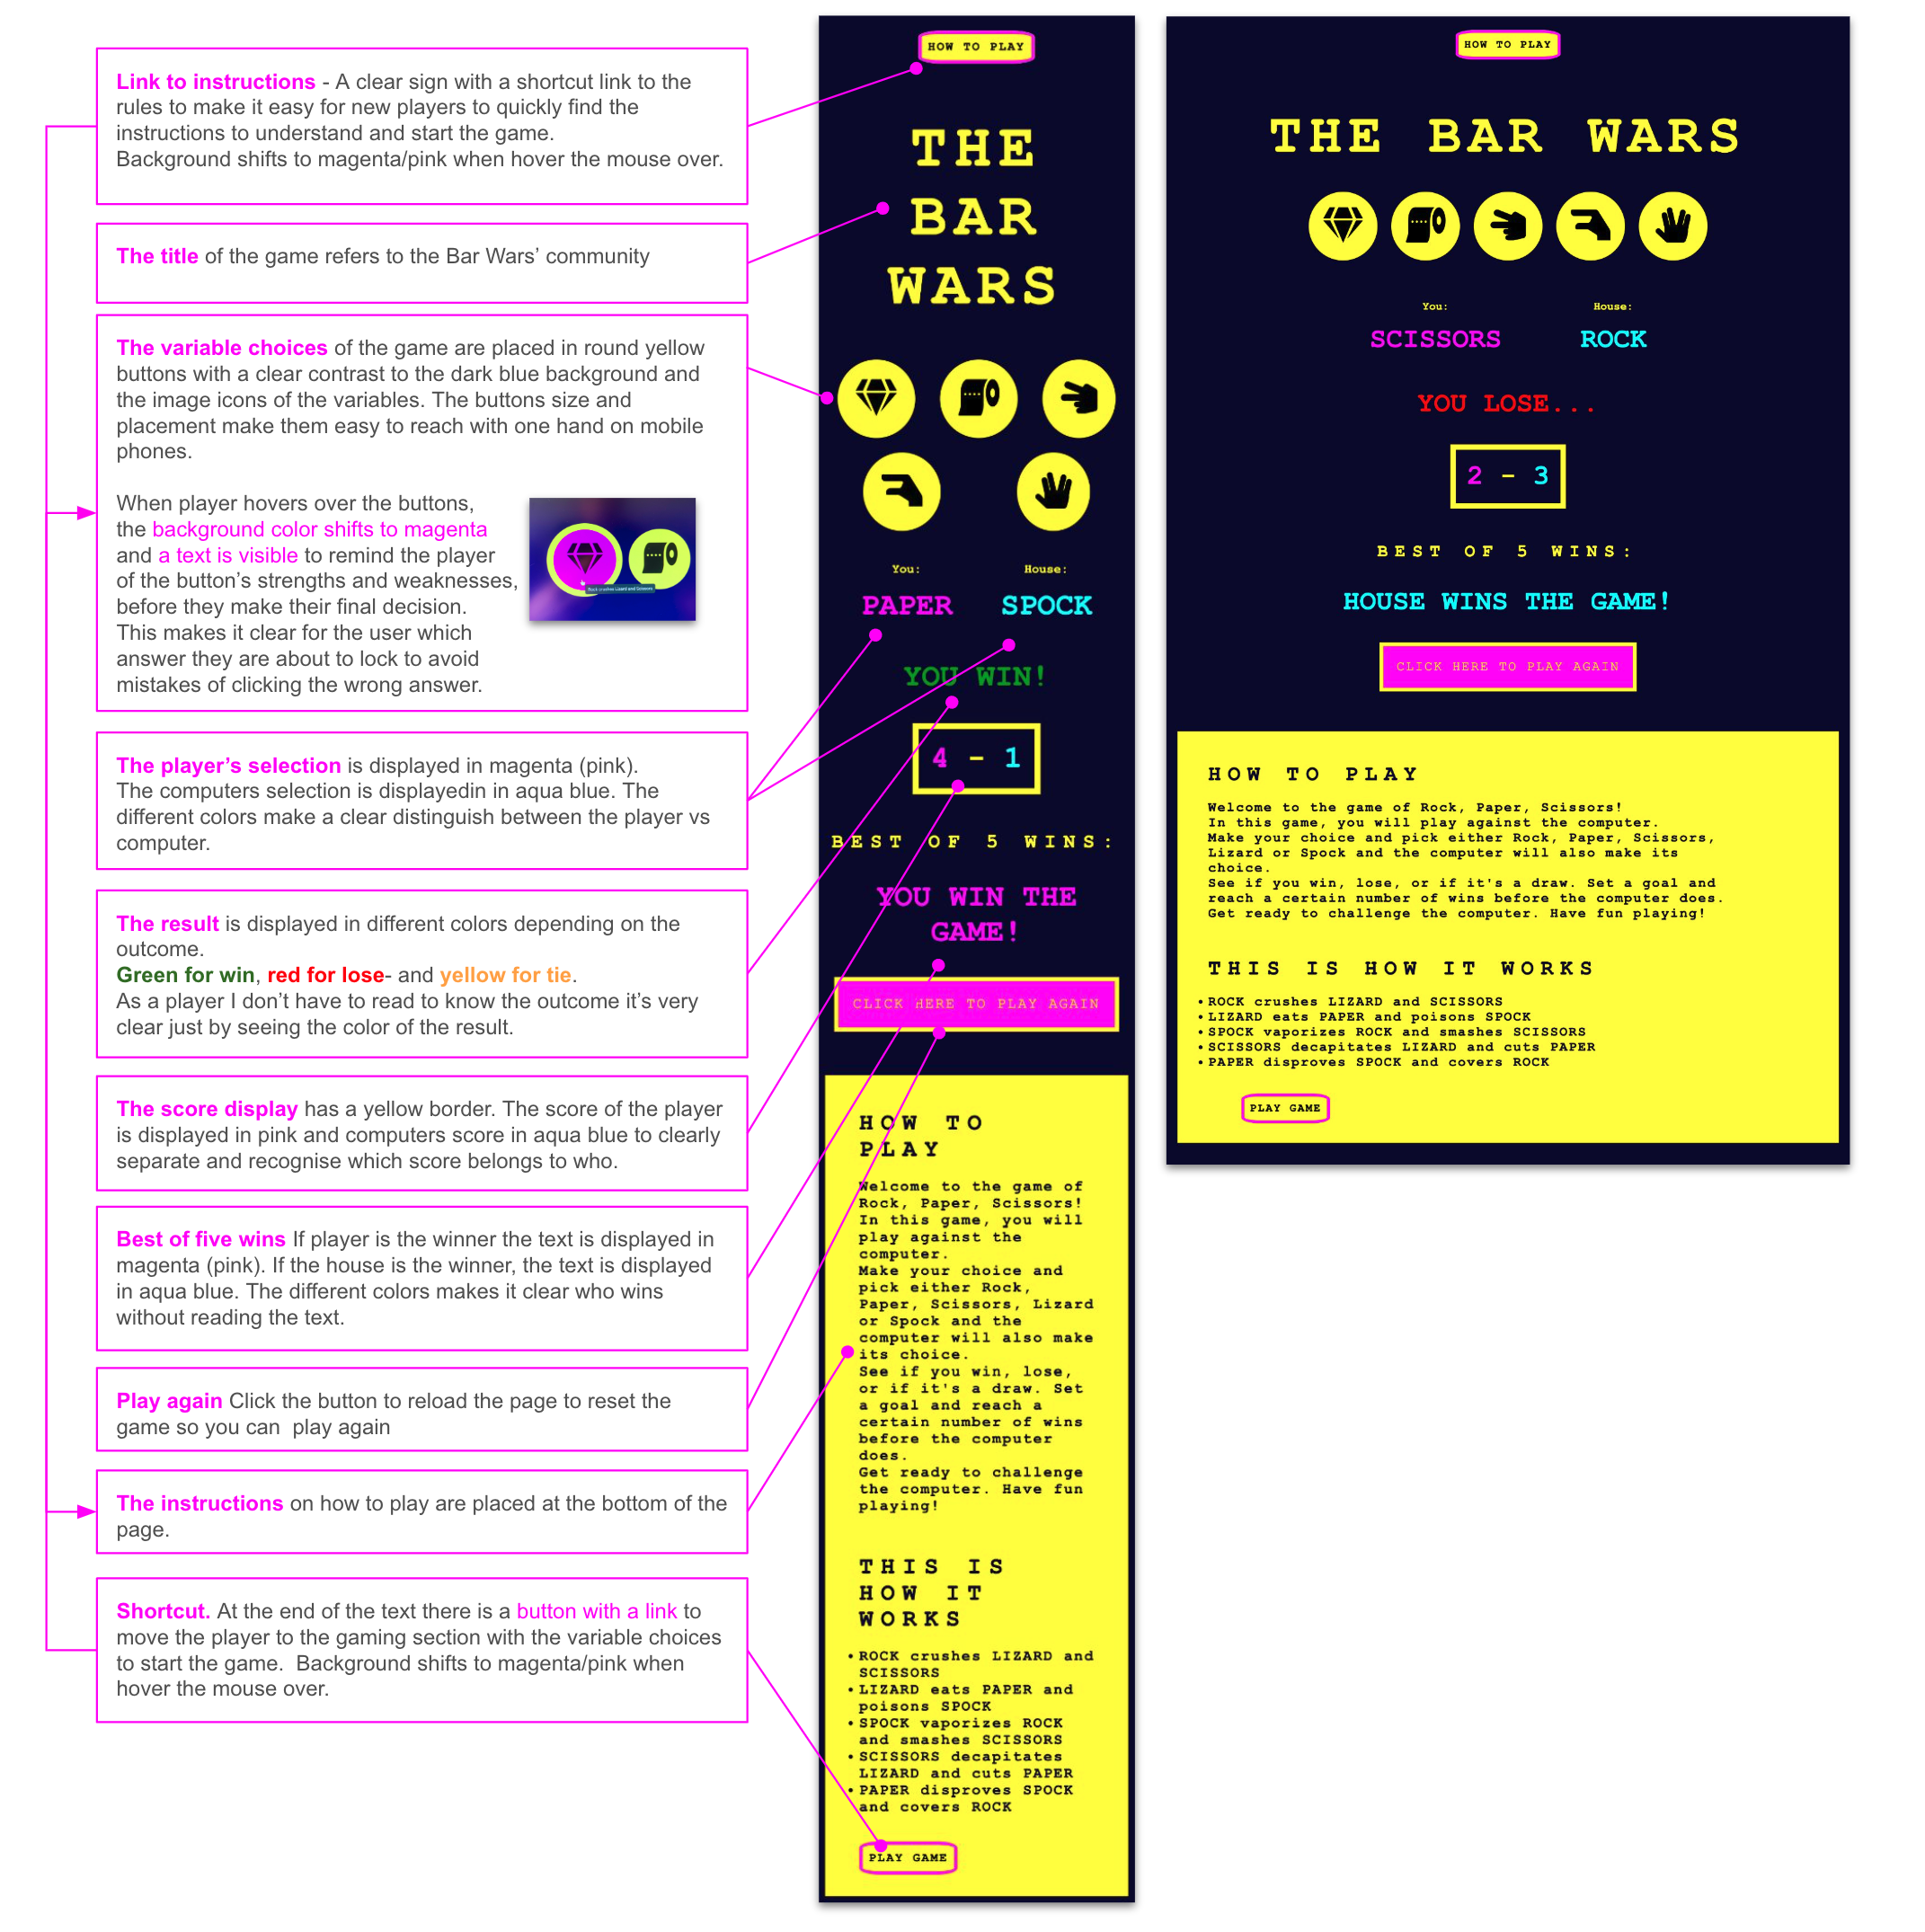 Link to instructions - A clear sign with a shortcut link to the
rules to make it easy for new players to quickly find the
instructions to understand and start the game.
Background shifts to magenta/pink when hover the mouse over.
The title of the game refers to the Bar Wars’ community
The variable choices of the game are placed in round yellow
buttons with a clear contrast to the dark blue background and
the image icons of the variables. The buttons size and
placement make them easy to reach with one hand on mobile
phones.
When player hovers over the buttons,
the background color shifts to magenta
and a text is visible to remind the player
of the button’s strengths and weaknesses,
before they make their final decision.
This makes it clear for the user which
answer they are about to lock to avoid
mistakes of clicking the wrong answer.
Rock crushes Lizard and Scissors
The player’s selection is displayed in magenta (pink).
The computers selection is displayedin in aqua blue. The
different colors make a clear distinguish between the player vs
computer.
The result is displayed in different colors depending on the
outcome.
Green for win, red for lose- and yellow for tie.
As a player I don’t have to read to know the outcome it’s very
clear just by seeing the color of the result.
The score display has a yellow border. The score of the player
is displayed in pink and computers score in aqua blue to clearly
separate and recognise which score belongs to who.
Best of five wins If player is the winner the text is displayed in
magenta (pink). If the house is the winner, the text is displayed
in aqua blue. The different colors makes it clear who wins
without reading the text.
Play again Click the button to reload the page to reset the
game so you can  play again
The instructions on how to play are placed at the bottom of the
page.
Shortcut. At the end of the text there is a button with a link to
move the player to the gaming section with the variable choices
to start the game.  Background shifts to magenta/pink when
hover the mouse over.
HOW TO PLAY
THE
BAR
WARS
You: House:
PAPER SPOCK
YOU WIN!
4 - 1
BEST OF 5 WINS:
YOU WIN THE
GAME!
CLICK HERE TO PLAY AGAIN
HOW TO
PLAY
Welcome to the game of
Rock, Paper, Scissors!
In this game, you will
play against the
computer.
Make your choice and
pick either Rock,
Paper, Scissors, Lizard
or Spock and the
computer will also make
its choice.
See if you win, lose,
or if it's a draw. Set
a goal and reach a
certain number of wins
before the computer
does.
Get ready to challenge
the computer. Have fun
playing!
THIS IS
HOW IT
WORKS
•ROCK crushes LIZARD and
SCISSORS
•LIZARD eats PAPER and
poisons SPOCK
•SPOCK vaporizes ROCK
and smashes SCISSORS
•SCISSORS decapitates
LIZARD and cuts PAPER
•PAPER disproves SPOCK
and covers ROCK
PLAY GAME
HOW TO PLAY
THE BAR WARS
You: House:
SCISSORS ROCK
YOU LOSE...
2 - 3
BEST OF 5 WINS:
HOUSE WINS THE GAME!
CLICK HERE TO PLAY AGAIN
HOW TO PLAY
Welcome to the game of Rock, Paper, Scissors!
In this game, you will play against the computer.
Make your choice and pick either Rock, Paper, Scissors,
Lizard or Spock and the computer will also make its
choice.
See if you win, lose, or if it's a draw. Set a goal and
reach a certain number of wins before the computer does.
Get ready to challenge the computer. Have fun playing!
THIS IS HOW IT WORKS
•ROCK crushes LIZARD and SCISSORS
•LIZARD eats PAPER and poisons SPOCK
•SPOCK vaporizes ROCK and smashes SCISSORS
•SCISSORS decapitates LIZARD and cuts PAPER
•PAPER disproves SPOCK and covers ROCK
PLAY GAME